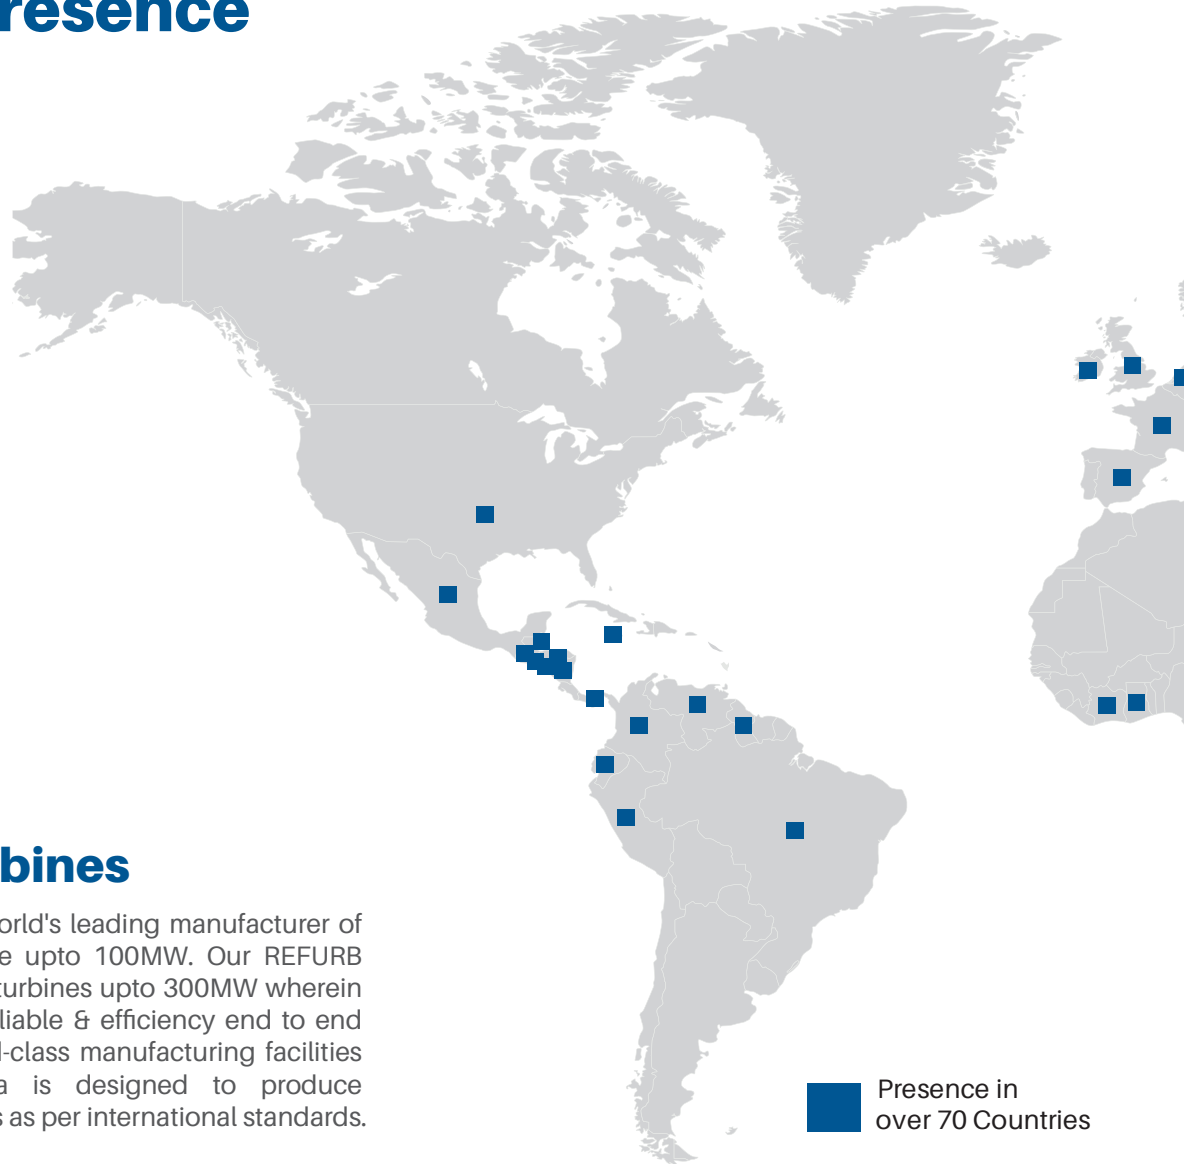 resence
bines
orld's leading manufacturer of
e upto 100MW. Our REFURB
turbines upto 300MW wherein
liable & efficiency end to end
-class manufacturing facilities
a is designed to produce
s as per international standards.
Presence in
over 70 Countries